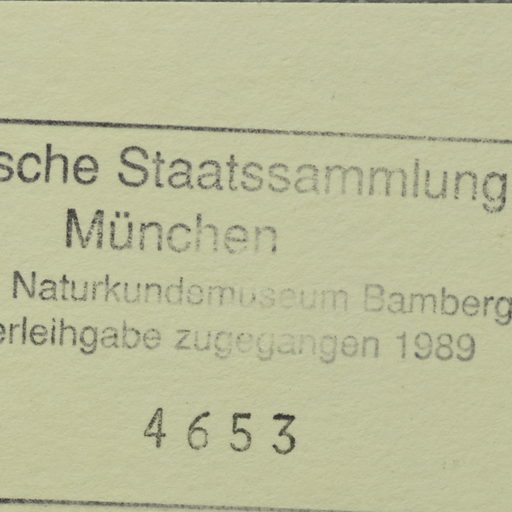 sche Staatssammlung
München
Naturkundemuseum Bamberg
erleihgabe zugegangen 1989
4653